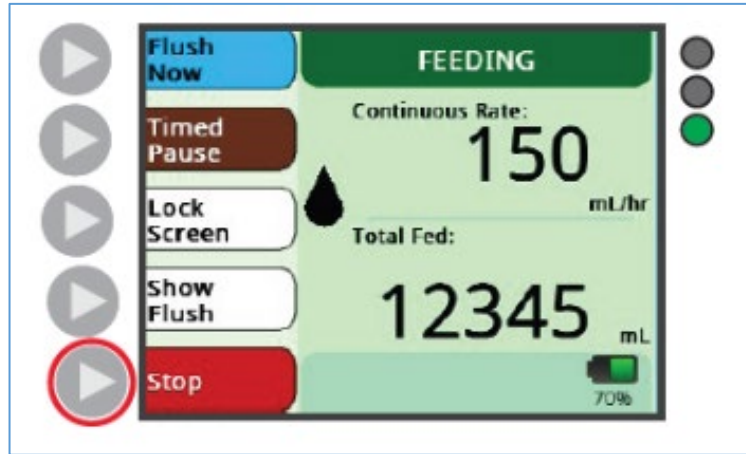 Flush
Now
FEEDING
Timed
Pause
Continuous Rate:
150
mL/hr
Lock
Screen
Total Fed:
Show
Flush
12345
mL
Stop
70%